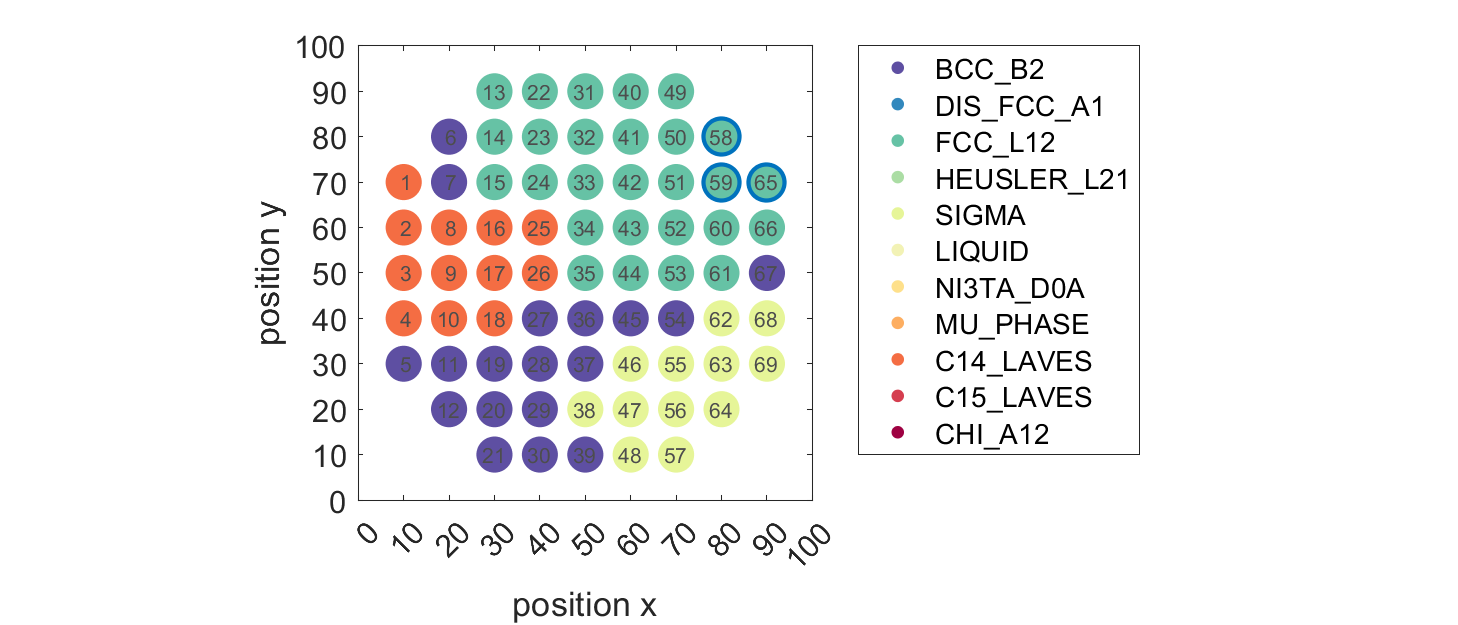 100
90
80
70
60
50
40
30
20
10
0
13 22 31 40 49
6 14 23 32 41 50 58
1 7 15 24 33 42 51 59 65
2 8 16 25 34 43 52 60 66
3 9 17 26 35 44 53 61 67
4 10 18 27 36 45 54 62 68
5 11 19 28 37 46 55 63 69
12 20 29 38 47 56 64
21 30 39 48 57
0 10 20 30 40 50 60 70 80 90 100
position x
position y
BCC_B2
DIS_FCC_A1
FCC_L12
HEUSLER_L21
SIGMA
LIQUID
NI3TA_D0A
MU_PHASE
C14_LAVES
C15_LAVES
CHI_A12